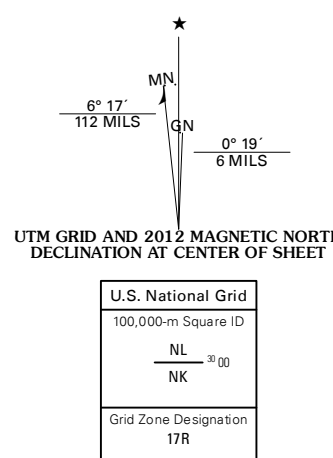 ★
MN
6° 17´
112 MILS
GN
0° 19´
6 MILS
UTM GRID AND 2012 MAGNETIC NORTH
DECLINATION AT CENTER OF SHEET
U.S. National Grid
100,000-m Square ID
NL
30 00
NK
Grid Zone Designation
17R